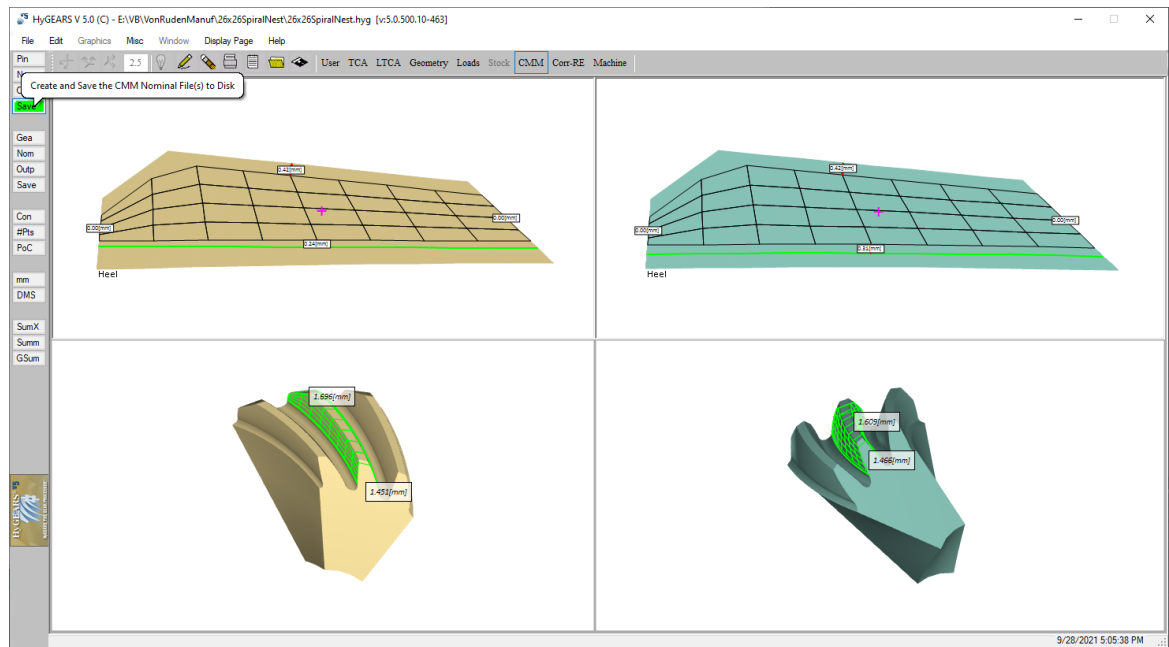 HyGEARS V 5.0 (C) - E:\VB\VonRudenManuf\26x26SpiralNest\26x26SpiralNest.hyg [v:5.0.500.10-463]
File Edit Graphics Misc Window Display Page Help
Pin
2.5 User TCA LTCA Geometry Loads Stock CMM Corr-RE Machine
Create and Save the CMM Nominal File(s) to Disk
Save
Gea
Nom
Outp
Save
Con
#Pts
PoC
mm
DMS
SumX
Summ
GSum
HyGEARS V5
0.42[mm]
0.00[mm]
0.00[mm]
0.24[mm]
Heel
0.42[mm]
0.00[mm]
0.00[mm]
0.81[mm]
Heel
1.696[mm]
1.451[mm]
1.609[mm]
1.466[mm]
9/28/2021 5:05:38 PM